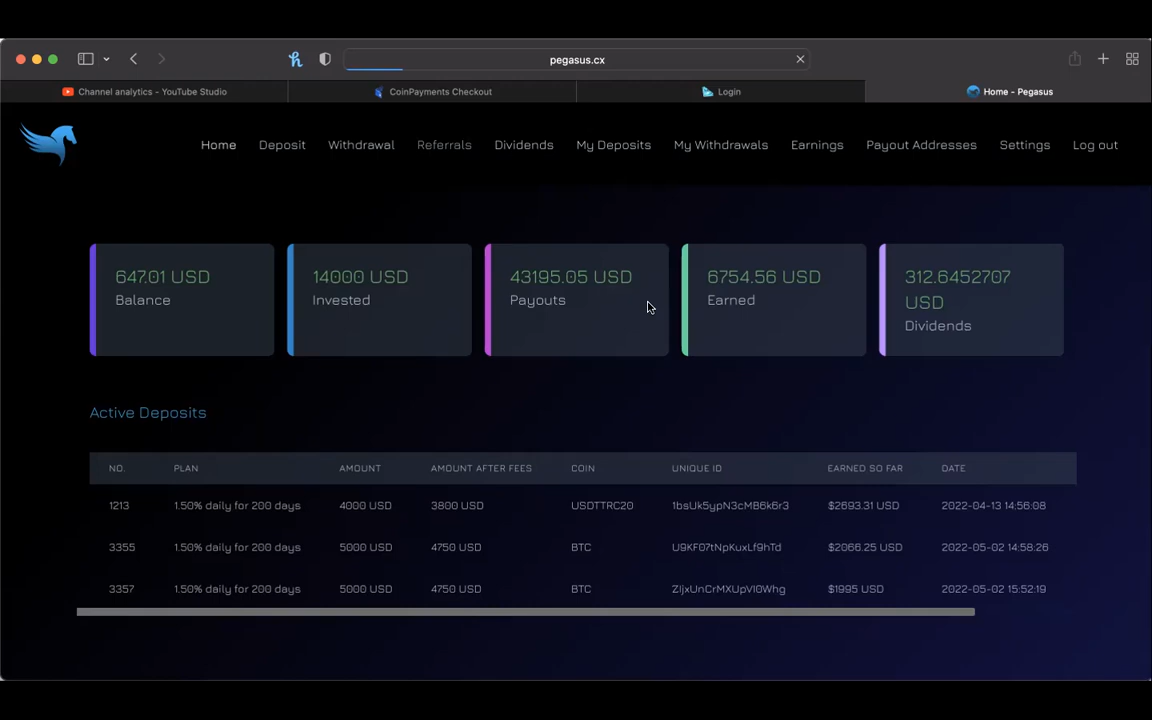 pegasus.cx
Channel analytics - YouTube Studio
CoinPayments Checkout
Login
Home - Pegasus
Home Deposit Withdrawal Referrals Dividends My Deposits My Withdrawals Earnings Payout Addresses Settings Log out
647.01 USD
Balance
14000 USD
Invested
43195.05 USD
Payouts
6754.56 USD
Earned
312.6452707
USD
Dividends
Active Deposits
NO. PLAN AMOUNT AMOUNT AFTER FEES COIN UNIQUE ID EARNED SO FAR DATE
1213 1.50% daily for 200 days 4000 USD 3800 USD USDTTRC20 1bsUk5ypN3cMB6k6r3 $2693.31 USD 2022-04-13 14:56:08
3355 1.50% daily for 200 days 5000 USD 4750 USD BTC U9KF07tNpKuxLf9hTd $2066.25 USD 2022-05-02 14:58:26
3357 1.50% daily for 200 days 5000 USD 4750 USD BTC ZIjxUnCrMXUpVI0Whg $1995 USD 2022-05-02 15:52:19